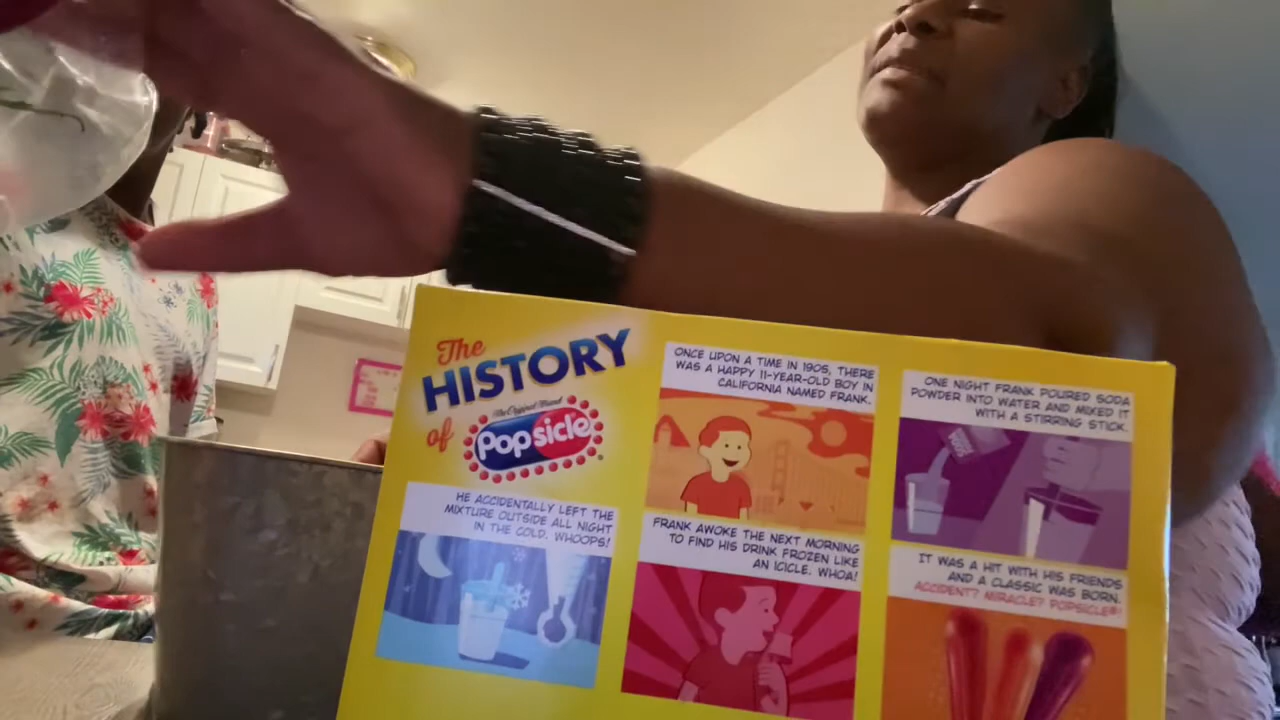 The
HISTORY
of
The Original Brand
Popsicle
ONCE UPON A TIME IN 1905, THERE
WAS A HAPPY 11-YEAR-OLD BOY IN
CALIFORNIA NAMED FRANK.
ONE NIGHT FRANK POURED SODA
POWDER INTO WATER AND MIXED IT
WITH A STIRRING STICK.
HE ACCIDENTALLY LEFT THE
MIXTURE OUTSIDE ALL NIGHT
IN THE COLD. WHOOPS!
FRANK AWOKE THE NEXT MORNING
TO FIND HIS DRINK FROZEN LIKE
AN ICICLE. WHOA!
IT WAS A HIT WITH HIS FRIENDS
AND A CLASSIC WAS BORN.
ACCIDENT? MIRACLE? POPSICLE®!